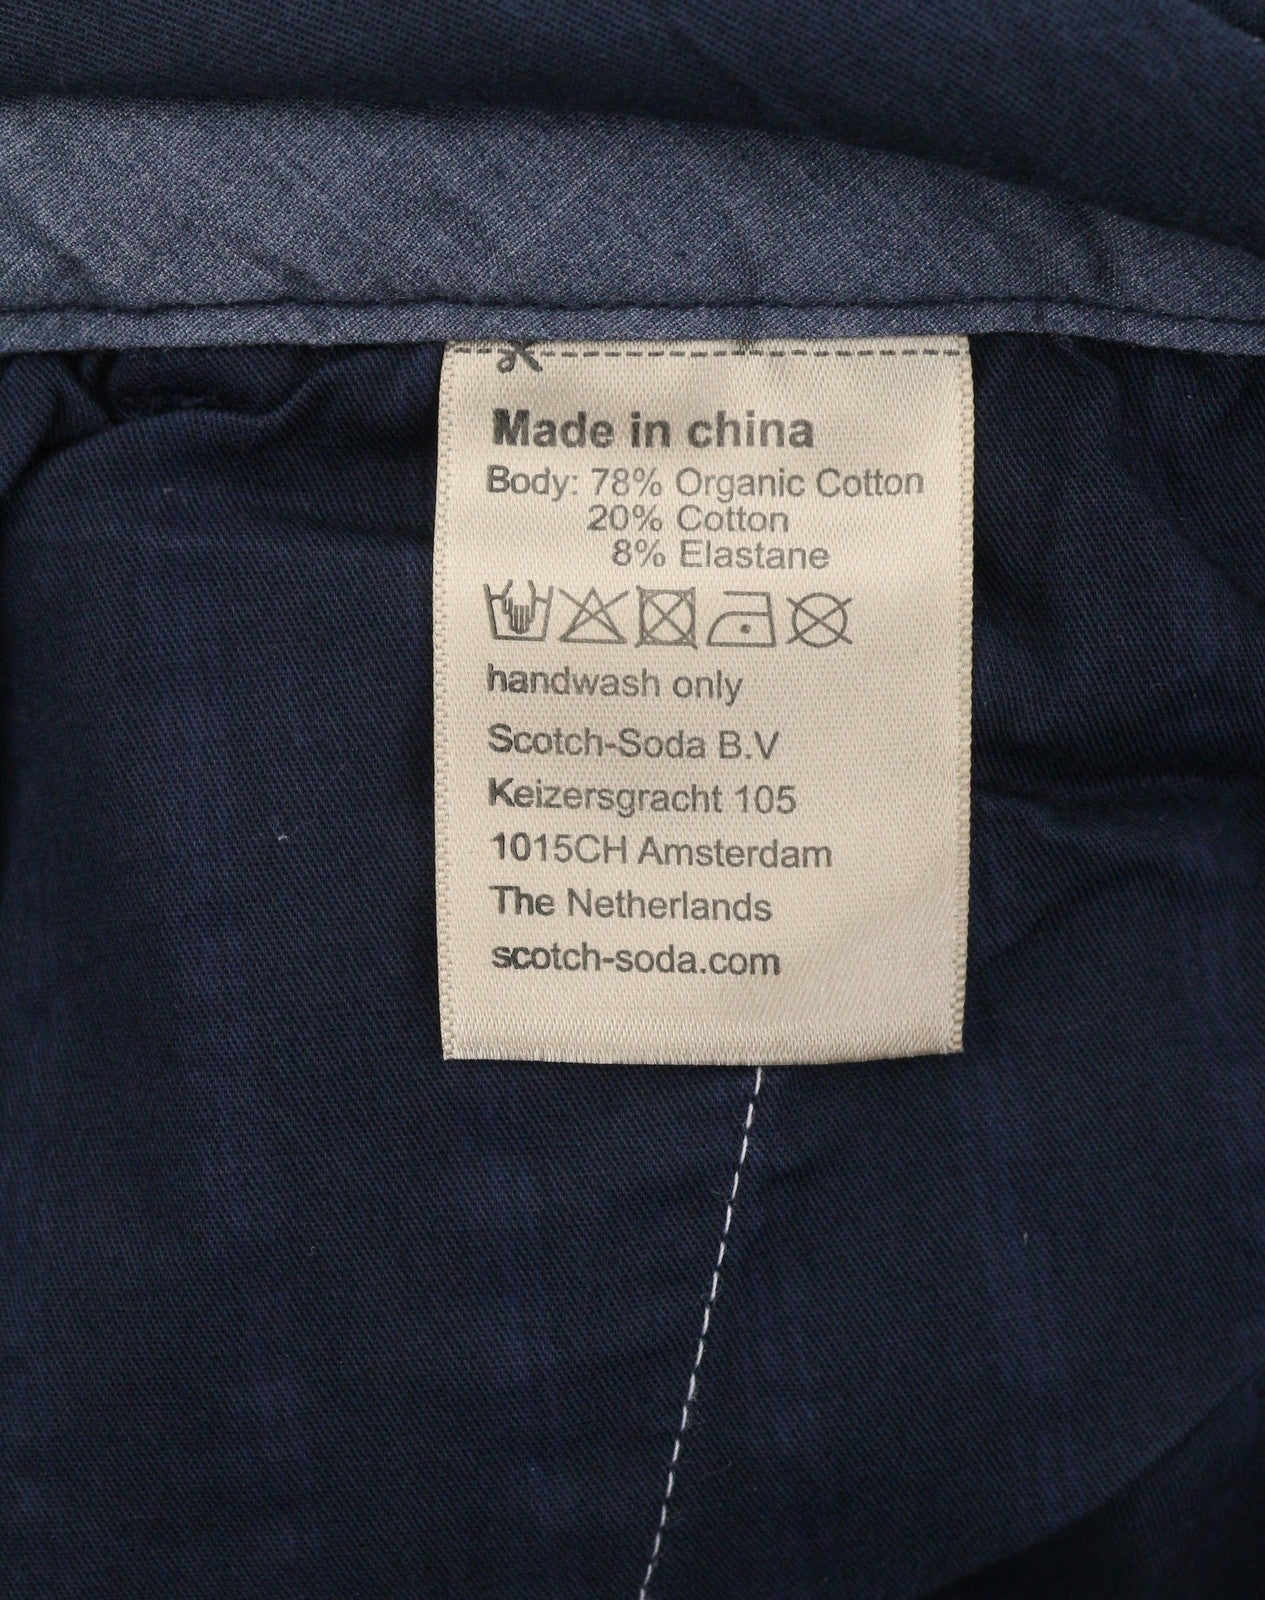 Made in china
Body: 78% Organic Cotton
20% Cotton
8% Elastane
handwash only
Scotch-Soda B.V
Keizersgracht 105
1015CH Amsterdam
The Netherlands
scotch-soda.com